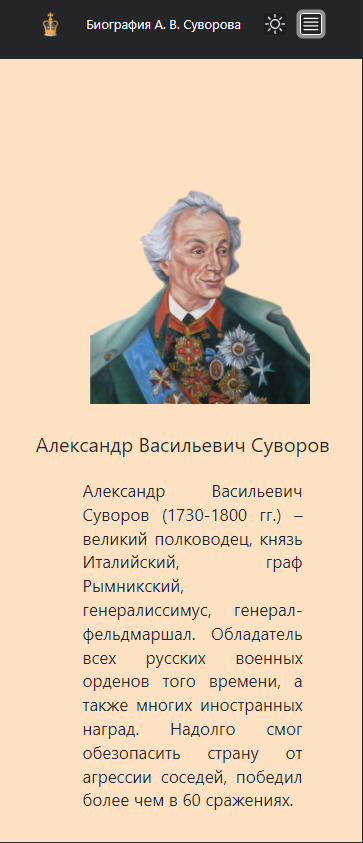 Биография А. В. Суворова
Александр Васильевич Суворов
Александр Васильевич
Суворов (1730-1800 гг.) –
великий полководец, князь
Италийский, граф
Рымникский,
генералиссимус, генерал-
фельдмаршал. Обладатель
всех русских военных
орденов того времени, а
также многих иностранных
наград. Надолго смог
обезопасить страну от
агрессии соседей, победил
более чем в 60 сражениях.